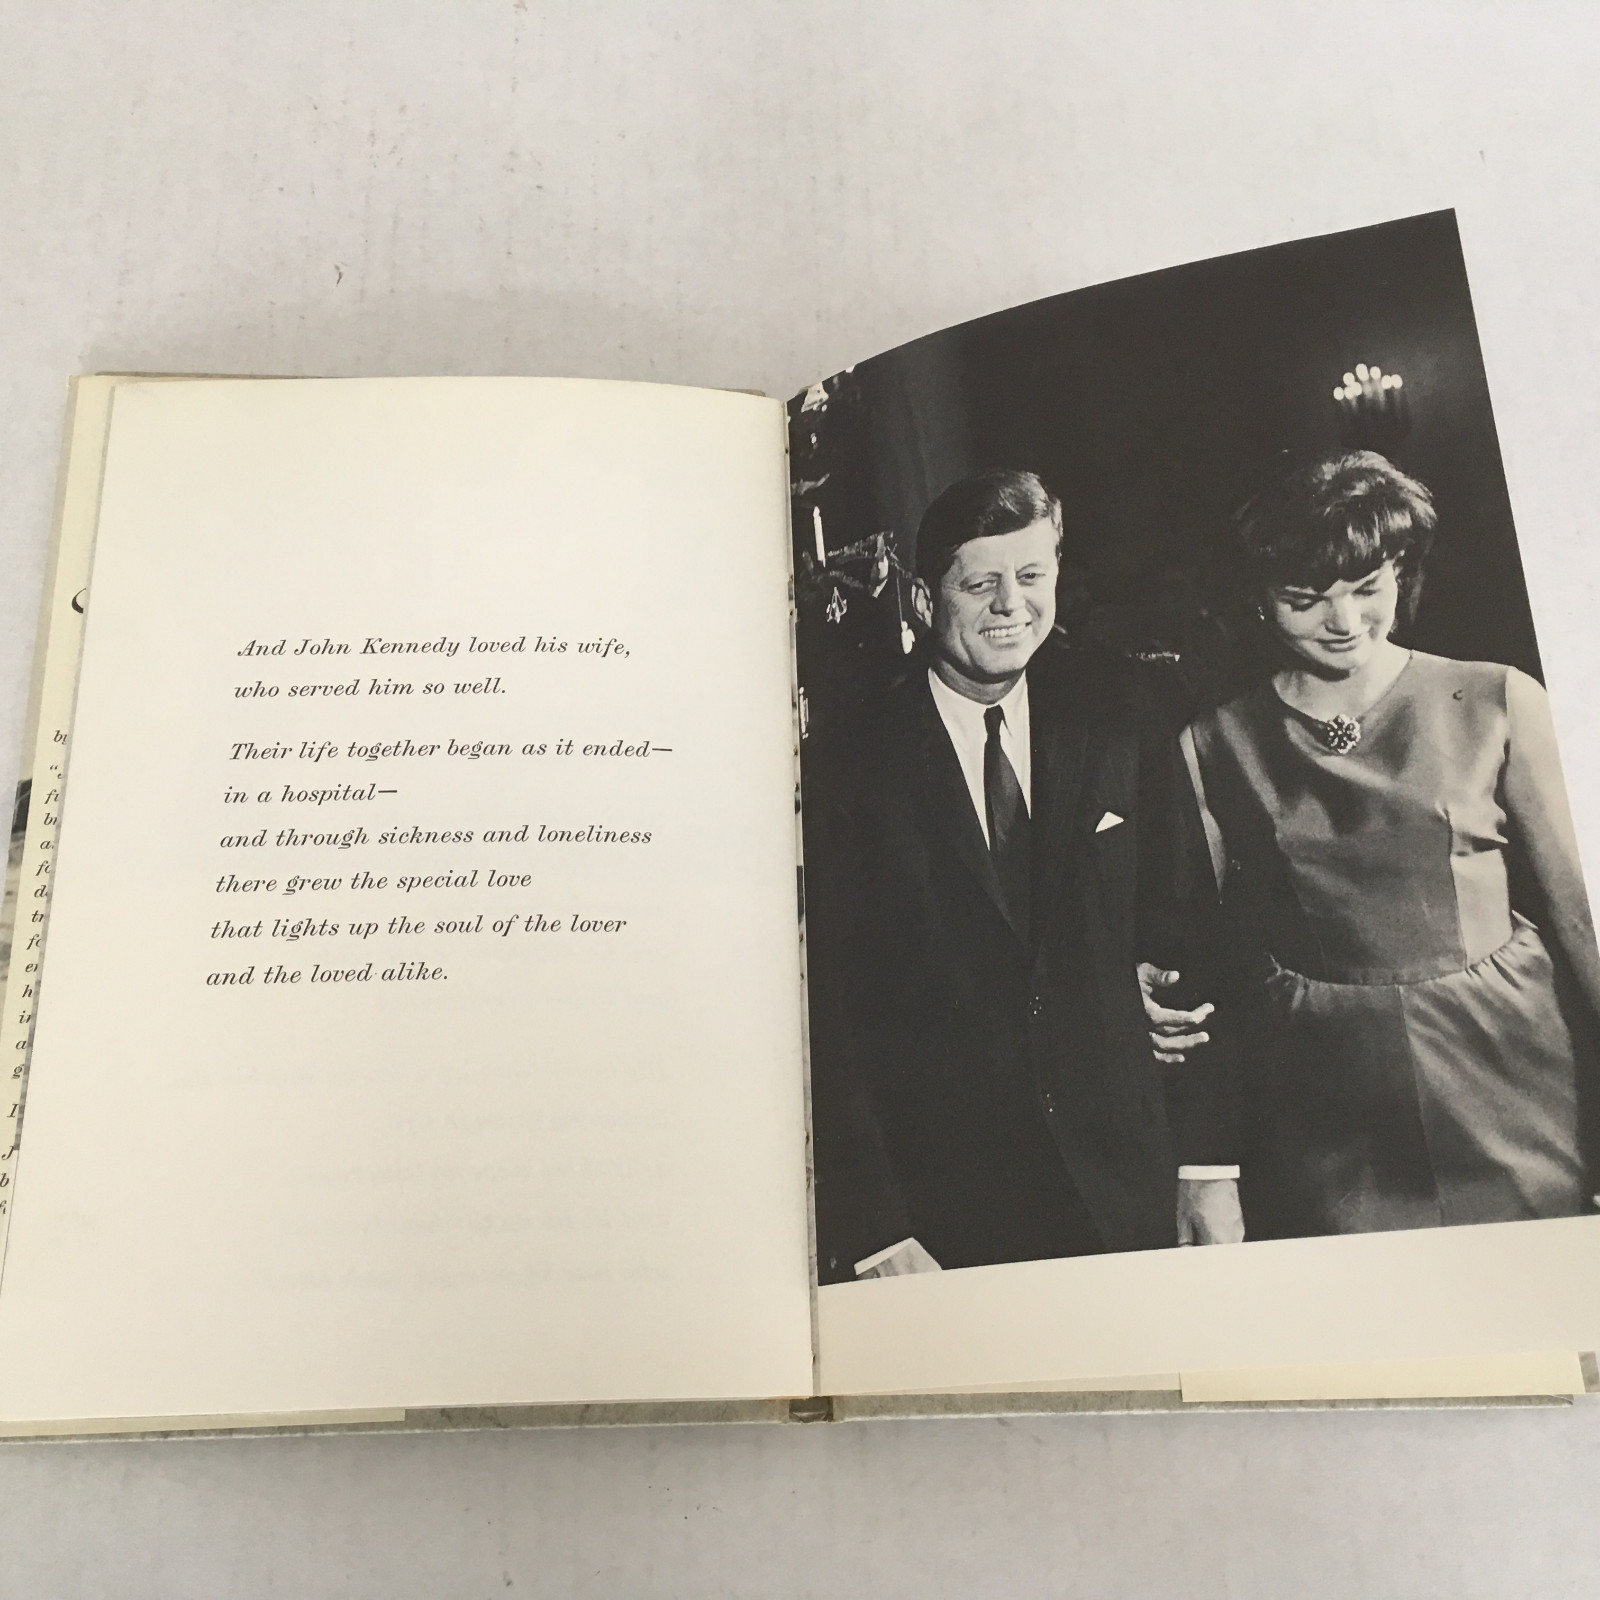 And John Kennedy loved his wife,
who served him so well.
Their life together began as it ended—
in a hospital—
and through sickness and loneliness
there grew the special love
that lights up the soul of the lover
and the loved alike.